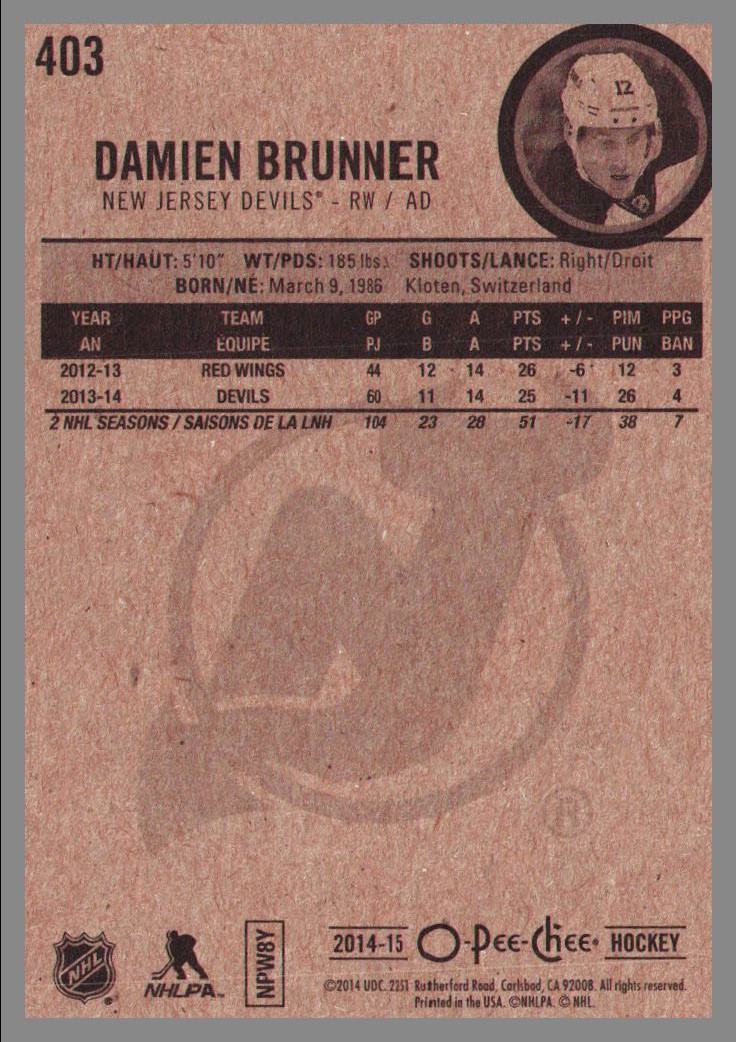 403
12
DAMIEN BRUNNER
NEW JERSEY DEVILS® - RW / AD
HT/HAUT: 5'10" WT/PDS: 185 lbs. SHOOTS/LANCE: Right/Droit
BORN/NÉ: March 9, 1986 Kloten, Switzerland
YEAR TEAM GP G A PTS +/- PIM PPG
AN ÉQUIPE PJ B A PTS +/- PUN BAN
2012-13 RED WINGS 44 12 14 26 -6 12 3
2013-14 DEVILS 60 11 14 25 -11 26 4
2 NHL SEASONS / SAISONS DE LA LNH 104 23 28 51 -17 38 7
®
NHL ®
NHLPA™
NPW8Y
2014-15 O-Pee-Chee® HOCKEY
©2014 UDC. 2251 Rutherford Road, Carlsbad, CA 92008. All rights reserved.
Printed in the USA. ©NHLPA. © NHL.